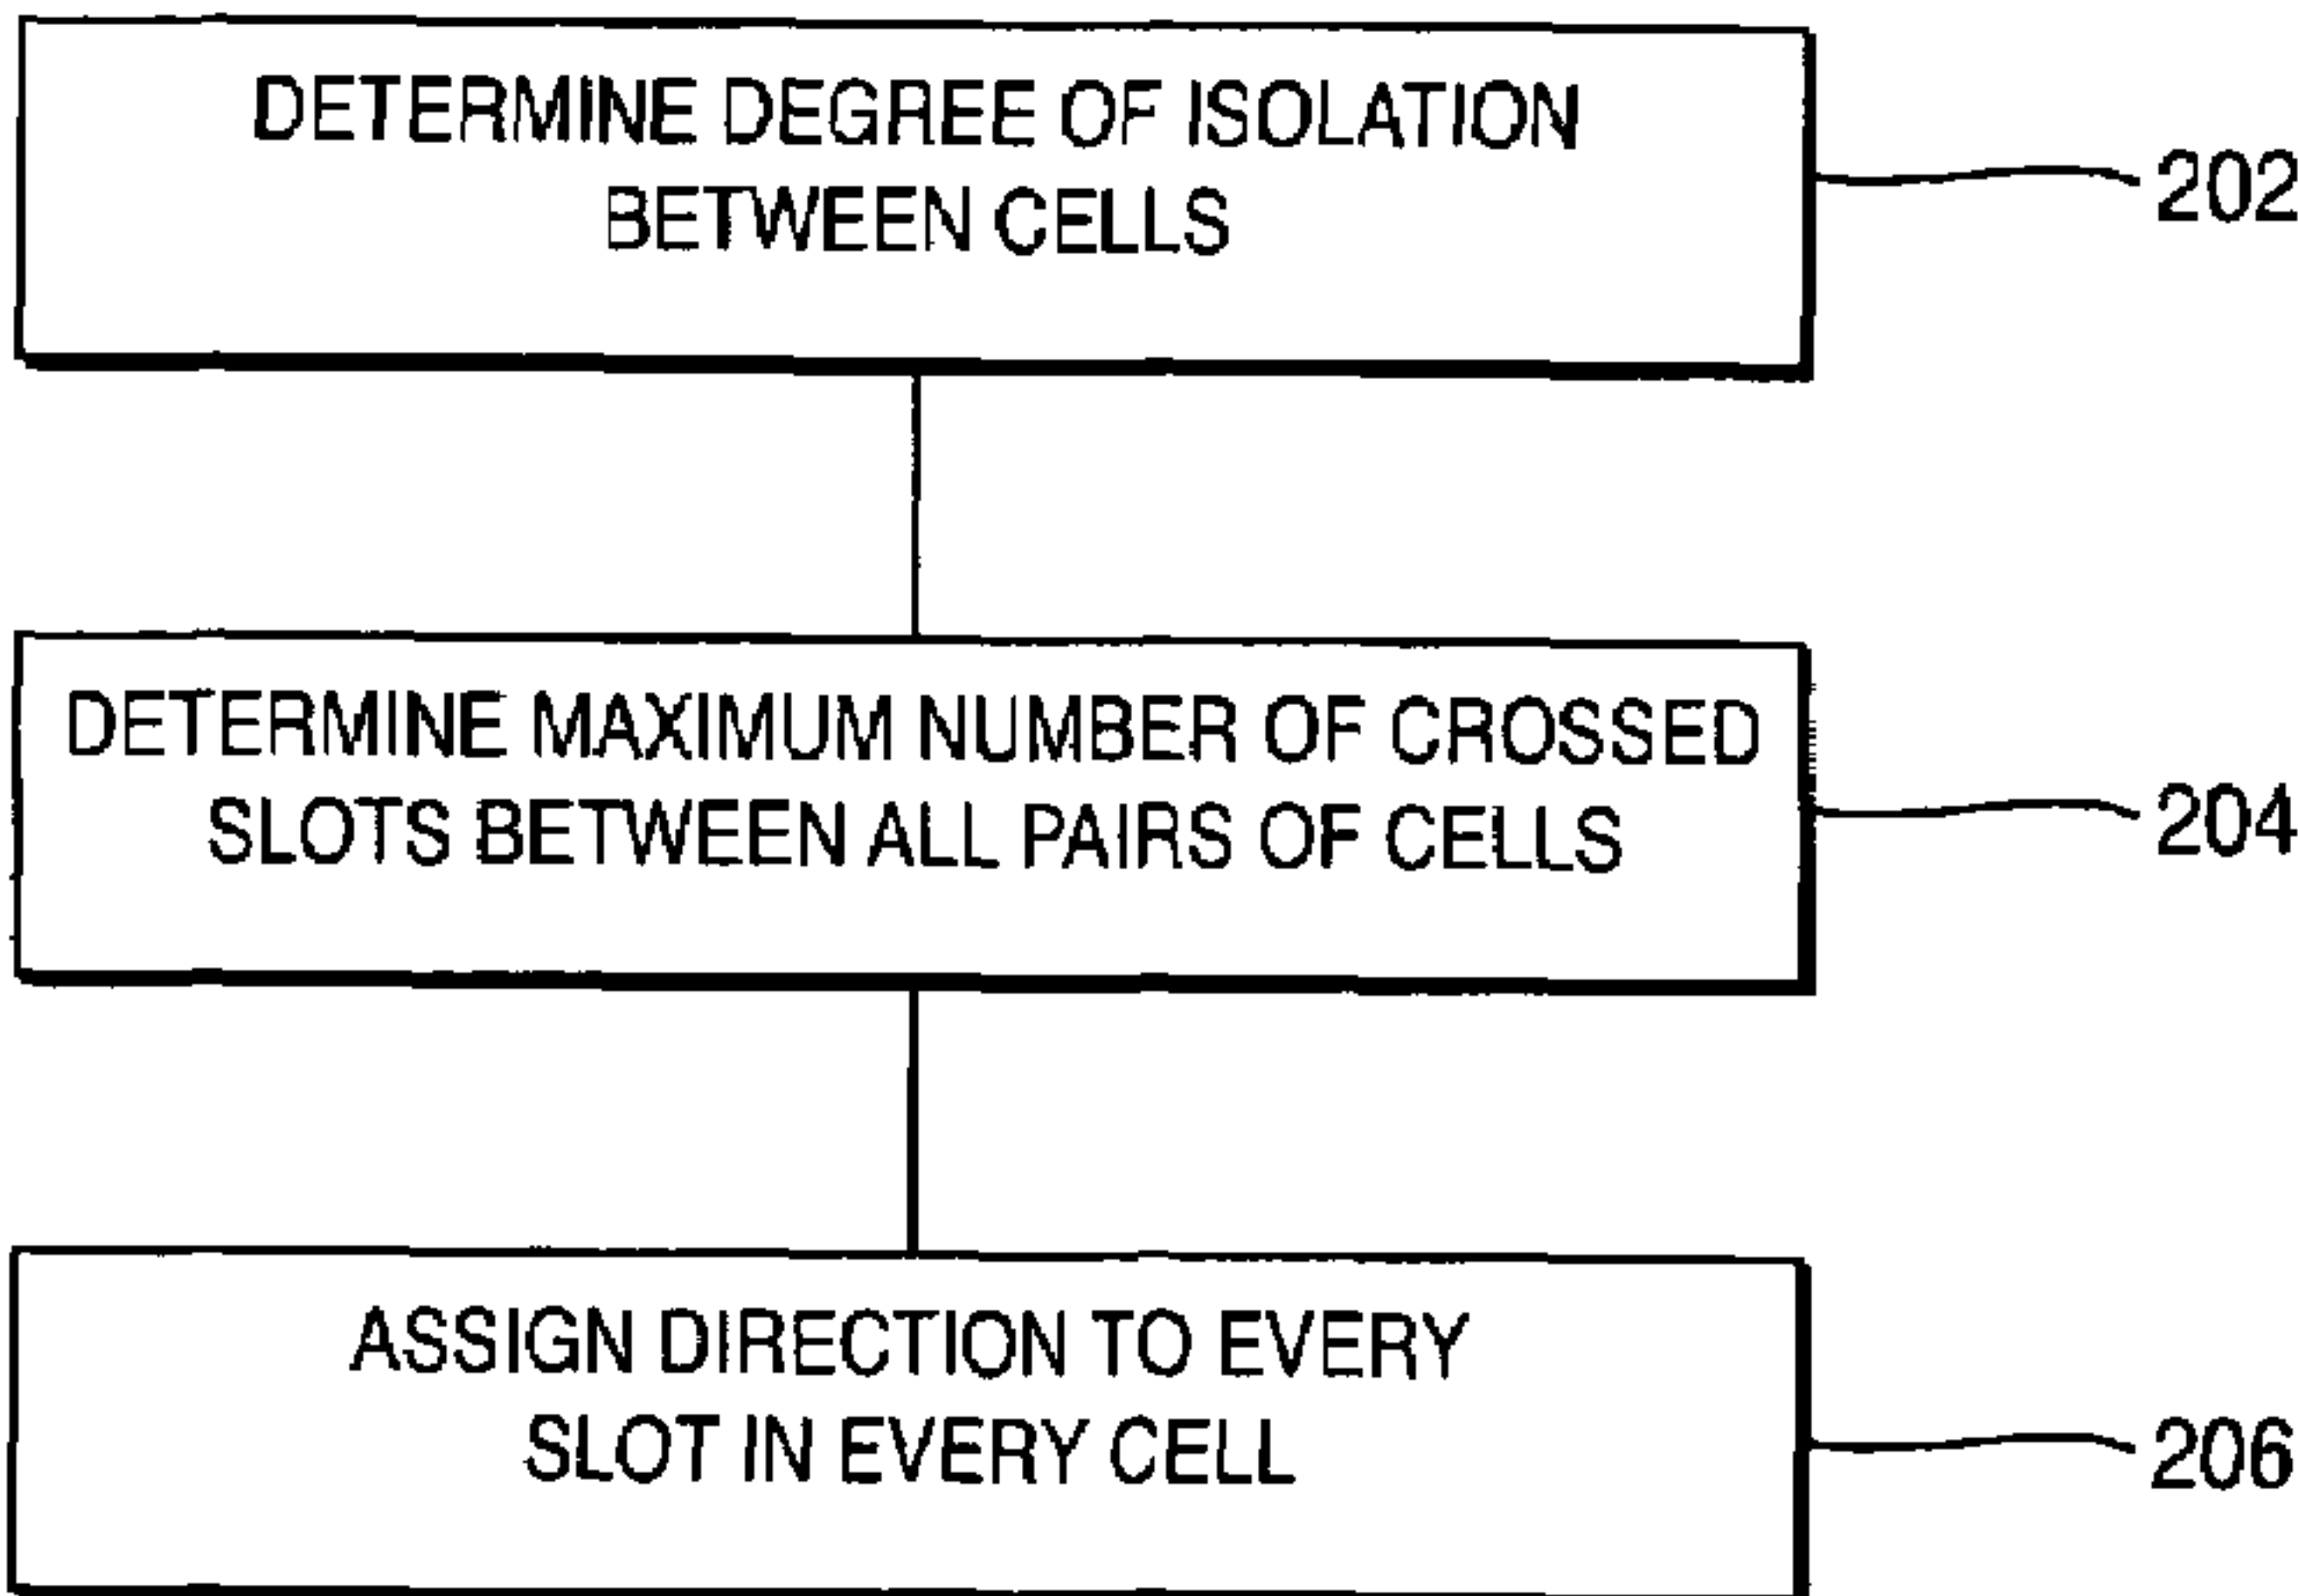 DETERMINE DEGREE OF ISOLATION
BETWEEN CELLS
202
DETERMINE MAXIMUM NUMBER OF CROSSED
SLOTS BETWEEN ALL PAIRS OF CELLS
204
ASSIGN DIRECTION TO EVERY
SLOT IN EVERY CELL
206